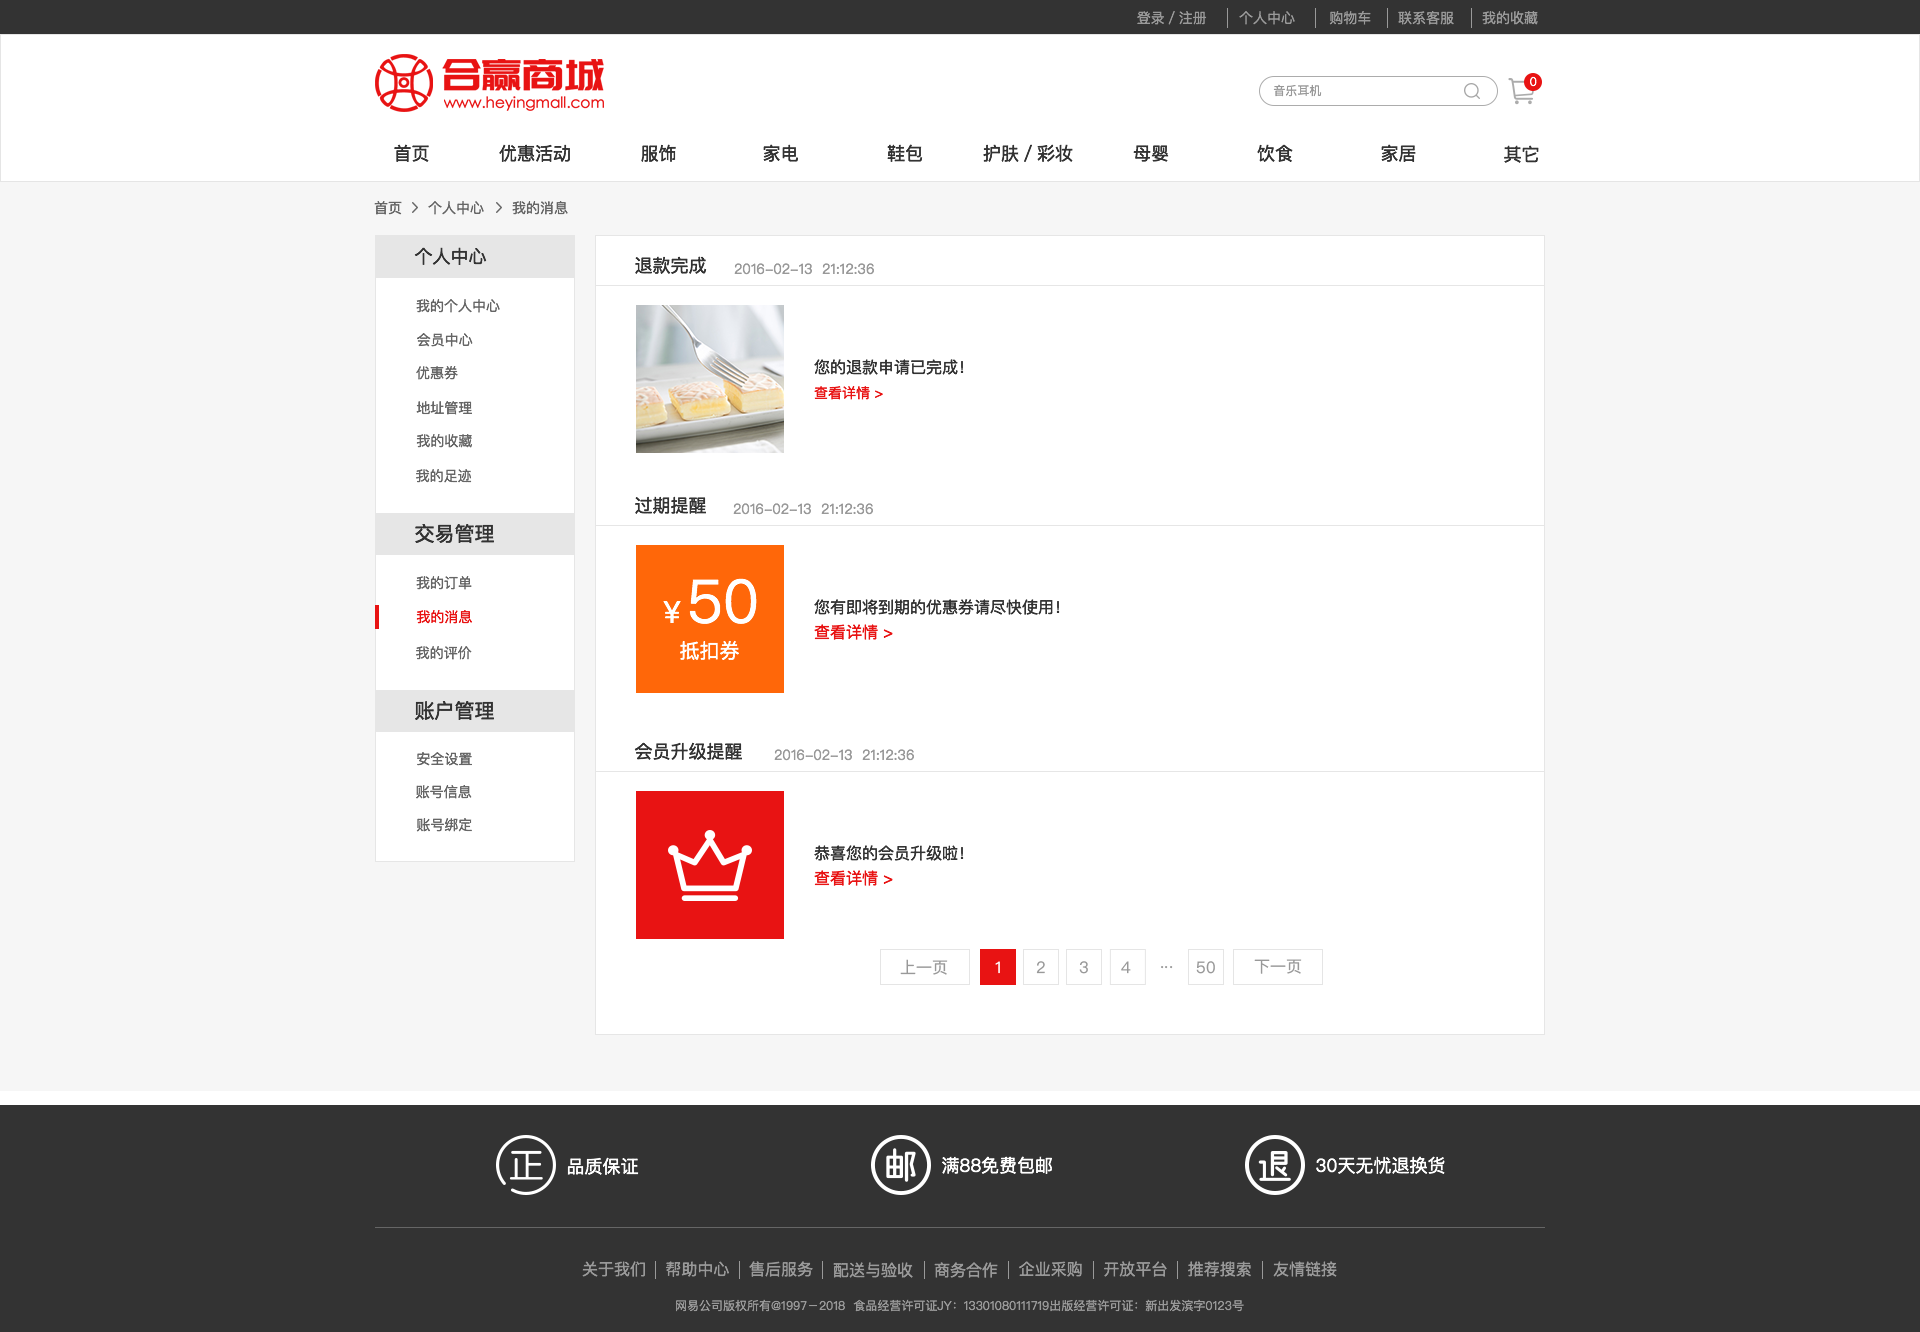 登录 / 注册 个人中心 购物车 联系客服 我的收藏
合赢商城
www.heyingmall.com
音乐耳机
0
首页 优惠活动 服饰 家电 鞋包 护肤 / 彩妆 母婴 饮食 家居 其它
首页 > 个人中心 > 我的消息
个人中心
我的个人中心
会员中心
优惠券
地址管理
我的收藏
我的足迹
交易管理
我的订单
我的消息
我的评价
账户管理
安全设置
账号信息
账号绑定
退款完成 2016-02-13 21:12:36
您的退款申请已完成！
查看详情 >
过期提醒 2016-02-13 21:12:36
¥50
抵扣券
您有即将到期的优惠券请尽快使用！
查看详情 >
会员升级提醒 2016-02-13 21:12:36
恭喜您的会员升级啦！
查看详情 >
上一页 1 2 3 4 ··· 50 下一页
正 品质保证
邮 满88免费包邮
退 30天无忧退换货
关于我们 帮助中心 售后服务 配送与验收 商务合作 企业采购 开放平台 推荐搜索 友情链接
网易公司版权所有@1997-2018 食品经营许可证JY：13301080111719出版经营许可证：新出发滨字0123号